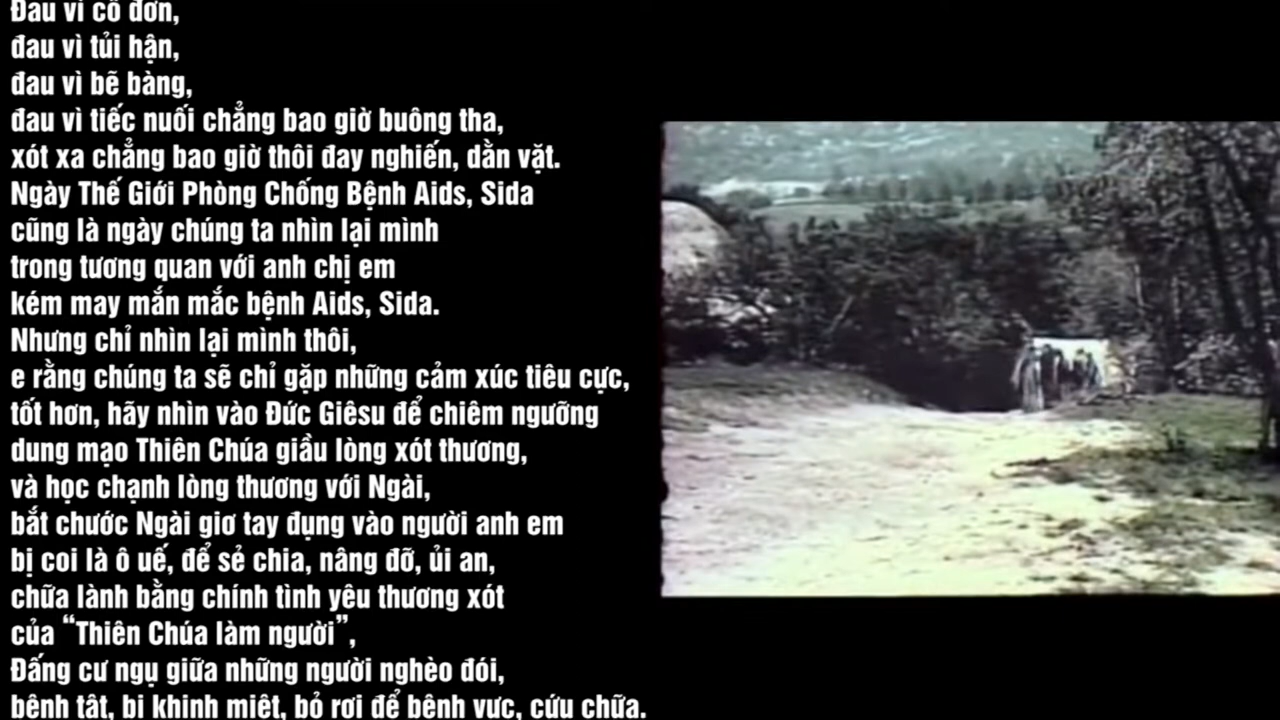 Đau vì cô đơn,
đau vì tủi hận,
đau vì bẽ bàng,
đau vì tiếc nuối chẳng bao giờ buông tha,
xót xa chẳng bao giờ thôi đay nghiến, dằn vặt.
Ngày Thế Giới Phòng Chống Bệnh Aids, Sida
cũng là ngày chúng ta nhìn lại mình
trong tương quan với anh chị em
kém may mắn mắc bệnh Aids, Sida.
Nhưng chỉ nhìn lại mình thôi,
e rằng chúng ta sẽ chỉ gặp những cảm xúc tiêu cực,
tốt hơn, hãy nhìn vào Đức Giêsu để chiêm ngưỡng
dung mạo Thiên Chúa giầu lòng xót thương,
và học chạnh lòng thương với Ngài,
bắt chước Ngài giơ tay đụng vào người anh em
bị coi là ô uế, để sẻ chia, nâng đỡ, ủi an,
chữa lành bằng chính tình yêu thương xót
của “Thiên Chúa làm người”,
Đấng cư ngụ giữa những người nghèo đói,
bệnh tật, bị khinh miệt, bỏ rơi để bênh vực, cứu chữa.